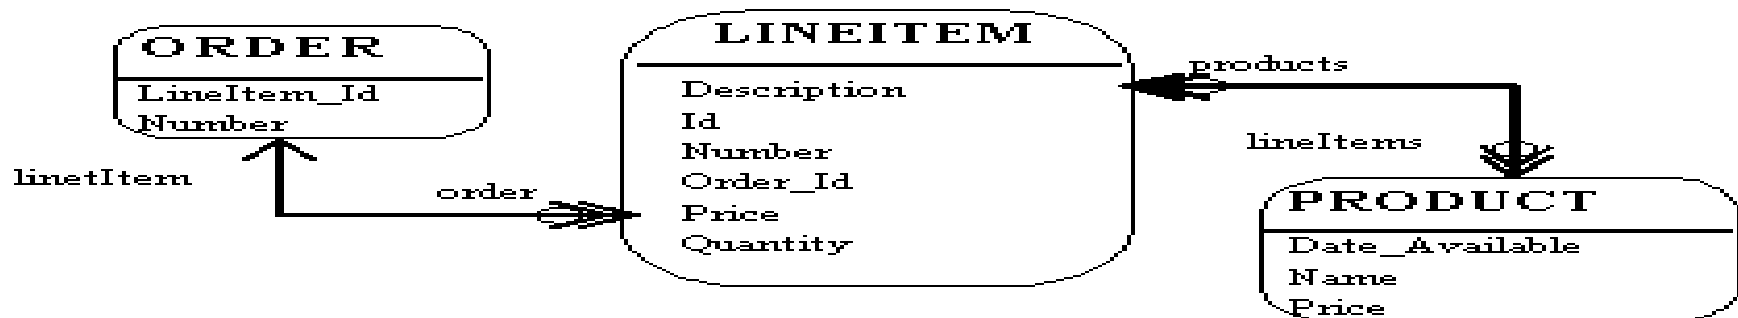 ORDER
LineItem_Id
Number
linetItem
order
LINEITEM
Description
Id
Number
Order_Id
Price
Quantity
products
lineItems
PRODUCT
Date_Available
Name
Price